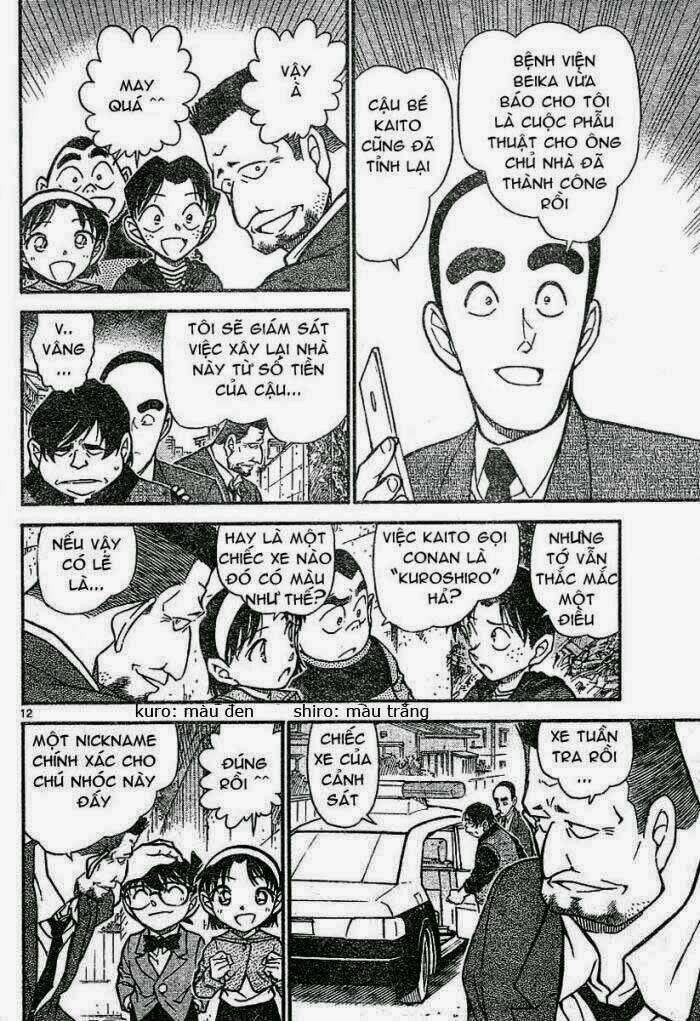 BỆNH VIỆN
BEIKA VỪA
BÁO CHO TÔI
LÀ CUỘC PHẪU
THUẬT CHO ÔNG
CHỦ NHÀ ĐÃ
THÀNH CÔNG
RỒI
CẬU BÉ
KAITO
CŨNG ĐÃ
TỈNH LẠI
VẬY
À
MAY
QUÁ ^^
TÔI SẼ GIÁM SÁT
VIỆC XÂY LẠI NHÀ
NÀY TỪ SỐ TIỀN
CỦA CẬU...
V..
VÂNG
...
NHƯNG
TỚ VẪN
THẮC MẮC
MỘT
ĐIỀU
VIỆC KAITO GỌI
CONAN LÀ
"KUROSHIRO"
HẢ?
HAY LÀ MỘT
CHIẾC XE NÀO
ĐÓ CÓ MÀU
NHƯ THẾ?
NẾU VẬY
CÓ LẼ
LÀ...
kuro: màu đen shiro: màu trắng
12
XE TUẦN
TRA RỒI
...
CHIẾC
XE CỦA
CẢNH
SÁT
ĐÚNG
RỒI ^^
MỘT NICKNAME
CHÍNH XÁC CHO
CHÚ NHÓC NÀY
ĐẤY